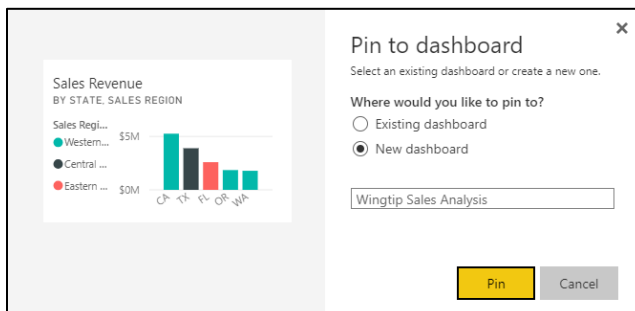 Sales Revenue
BY STATE, SALES REGION
Sales Regi...
Western...
Central ...
Eastern ...
$5M
$0M
CA
TX
FL
OR
WA
Pin to dashboard
Select an existing dashboard or create a new one.
Where would you like to pin to?
Existing dashboard
New dashboard
Wingtip Sales Analysis
Pin
Cancel